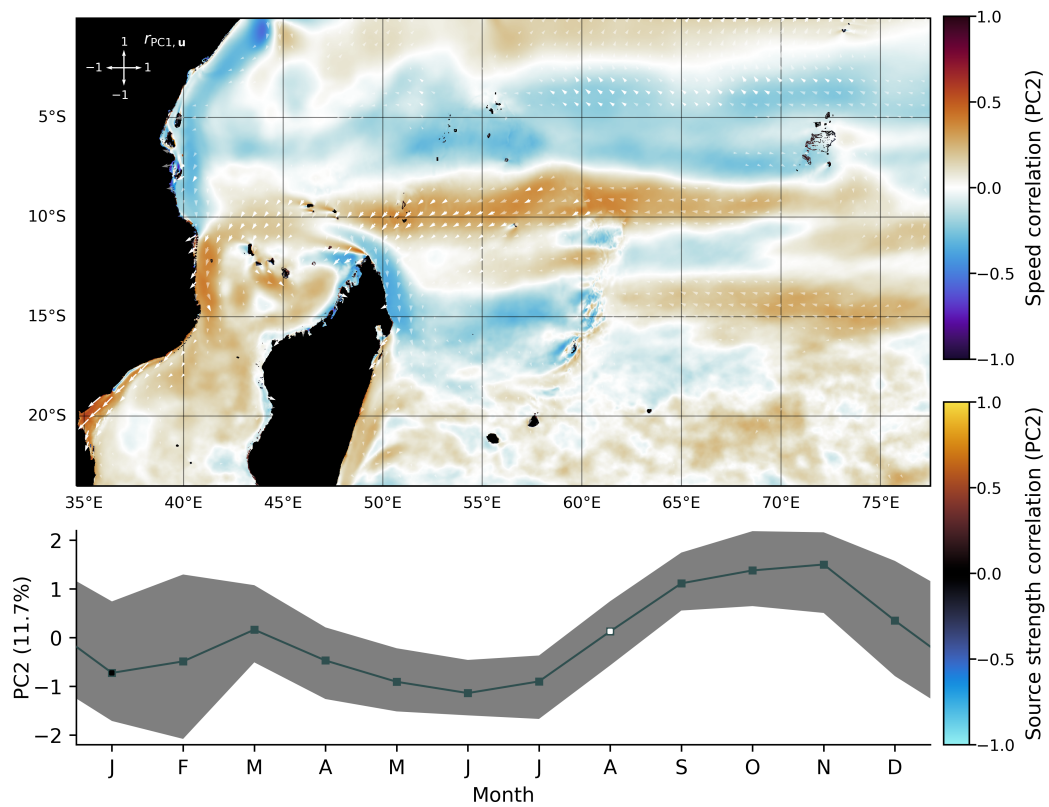 1
r PC1, u
−1
1
−1
5°S
10°S
15°S
20°S
35°E 40°E 45°E 50°E 55°E 60°E 65°E 70°E 75°E
1.0
0.5
0.0
−0.5
−1.0
Speed correlation (PC2)
1.0
0.5
0.0
−0.5
−1.0
Source strength correlation (PC2)
2
1
0
−1
−2
PC2 (11.7%)
J F M A M J J A S O N D
Month